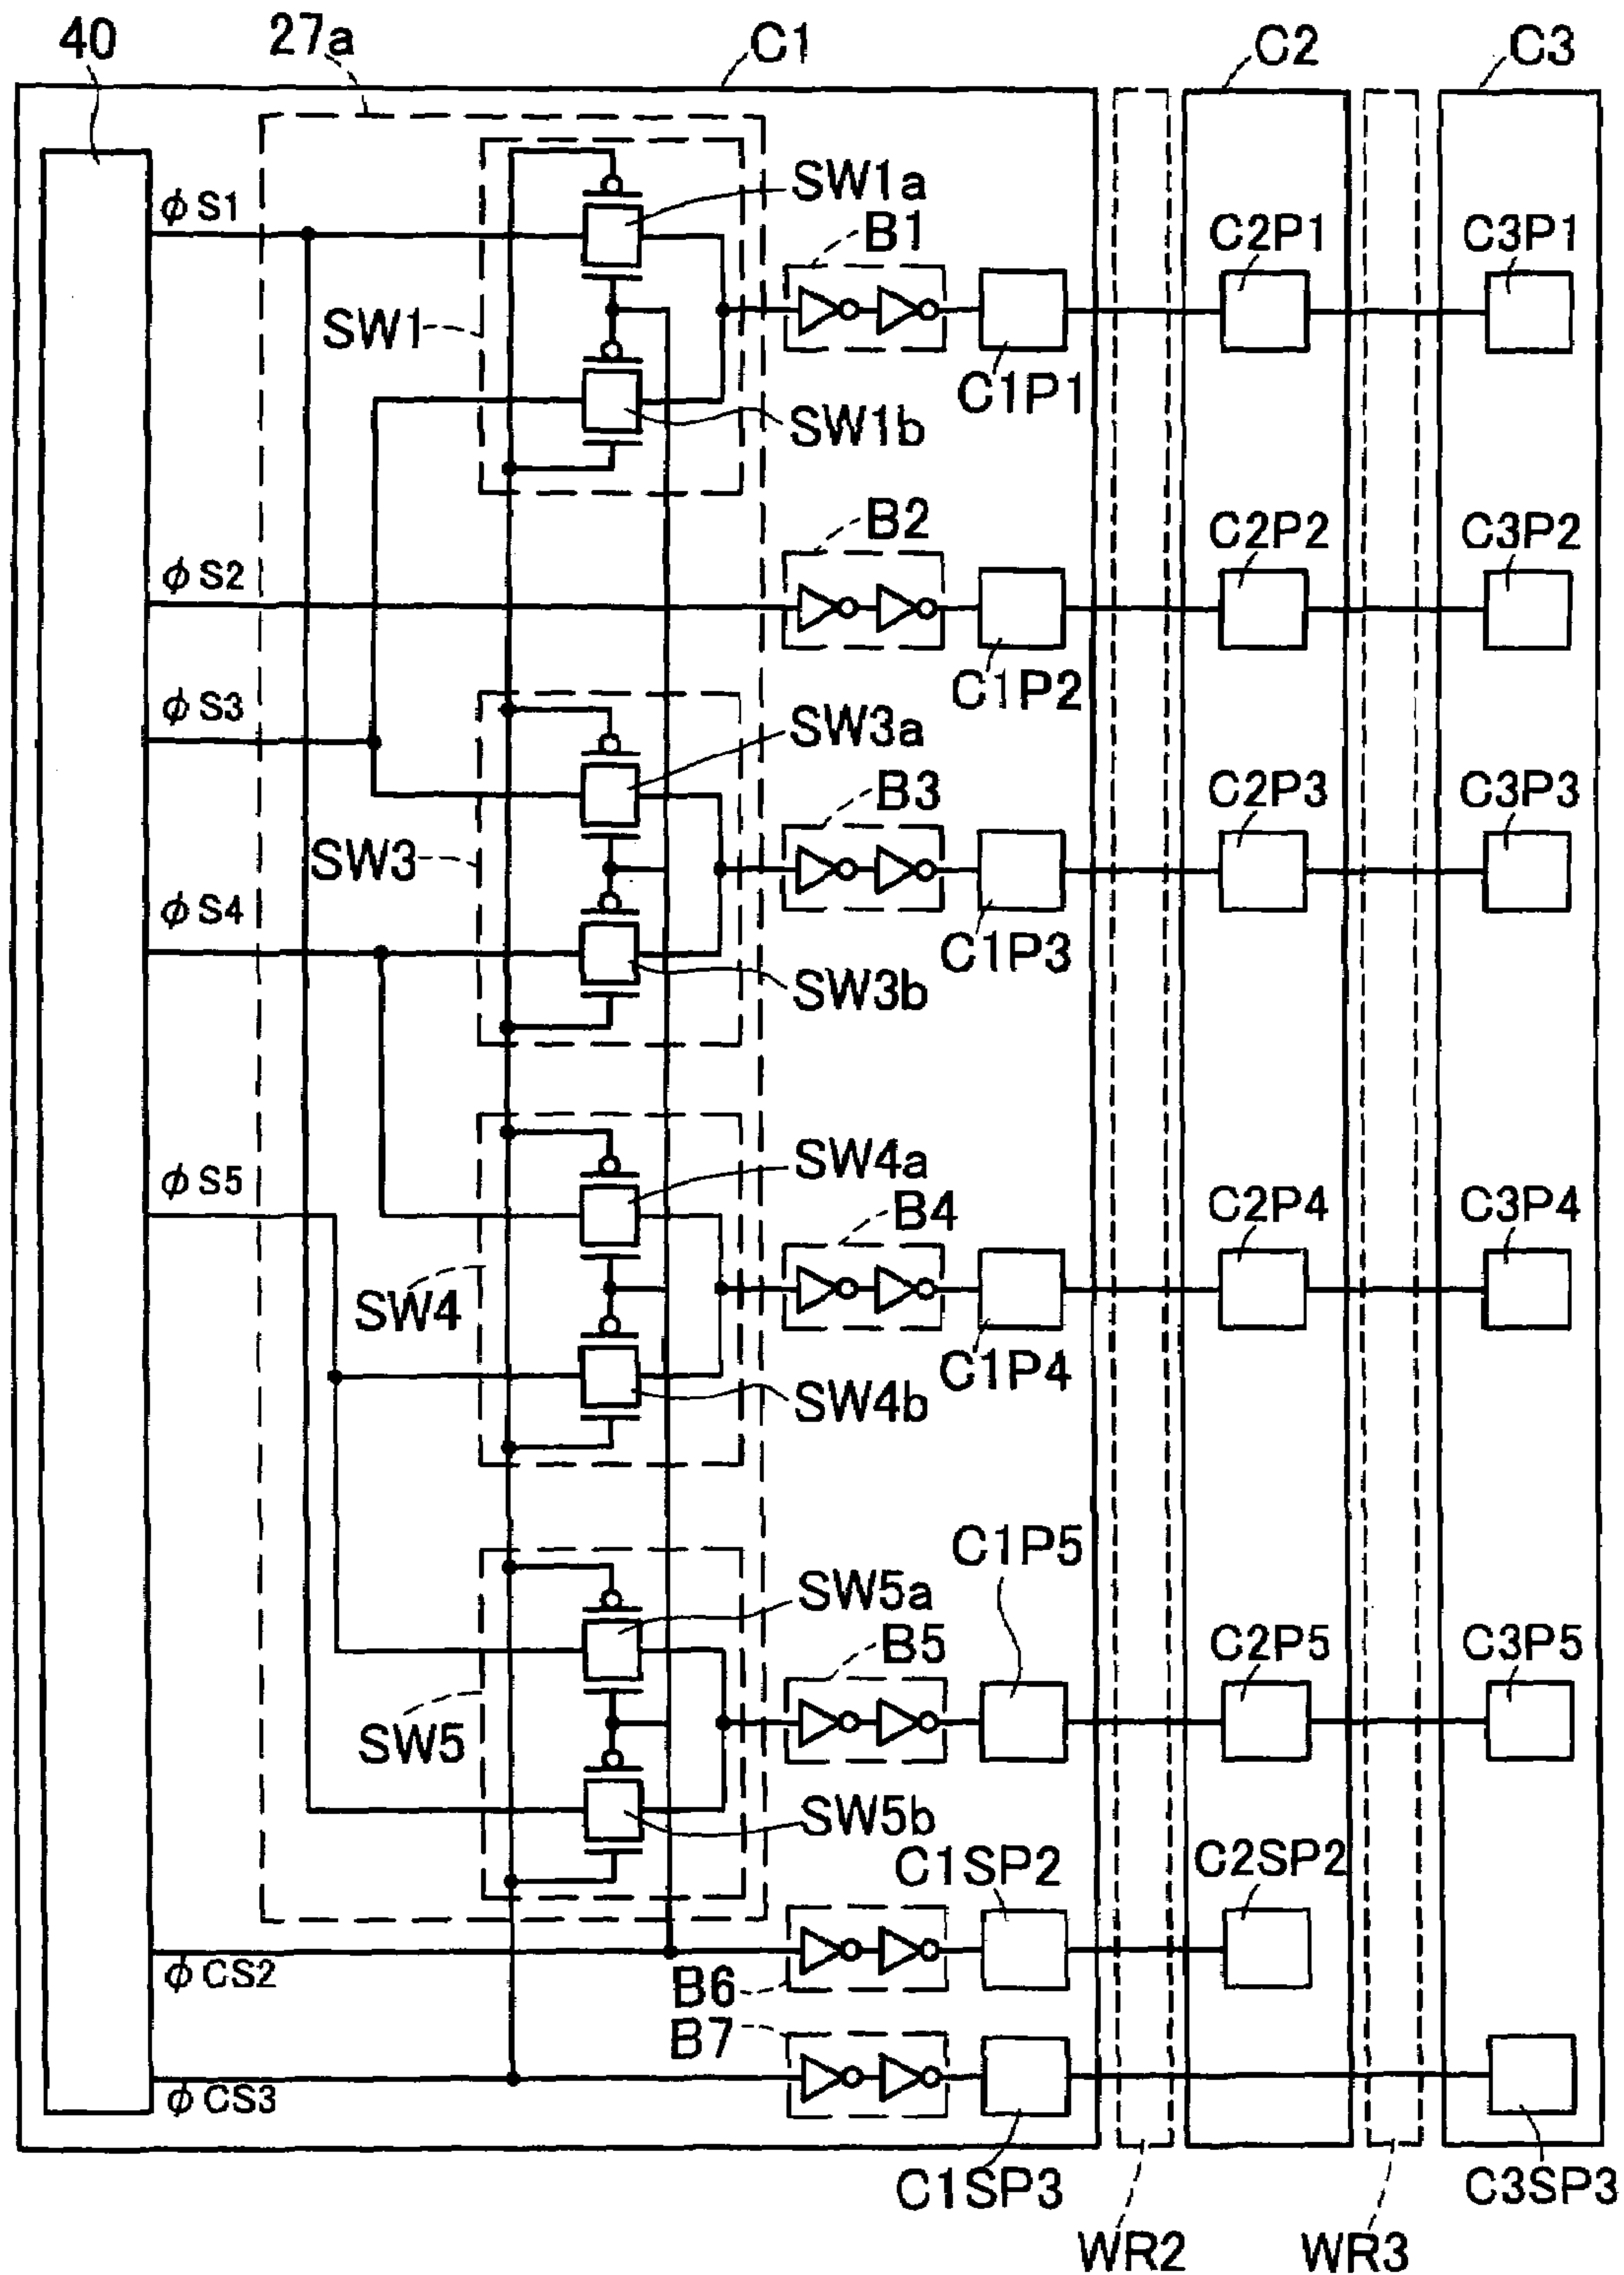 40
27a
C1
C2
C3
φS1
SW1a
B1
C2P1
C3P1
SW1
C1P1
SW1b
B2
C2P2
C3P2
φS2
C1P2
φS3
SW3a
B3
C2P3
C3P3
SW3
φS4
C1P3
SW3b
SW4a
φS5
B4
C2P4
C3P4
SW4
C1P4
SW4b
C1P5
SW5a
B5
C2P5
C3P5
SW5
SW5b
C1SP2
C2SP2
φCS2
B6
B7
φCS3
C1SP3
C3SP3
WR2
WR3